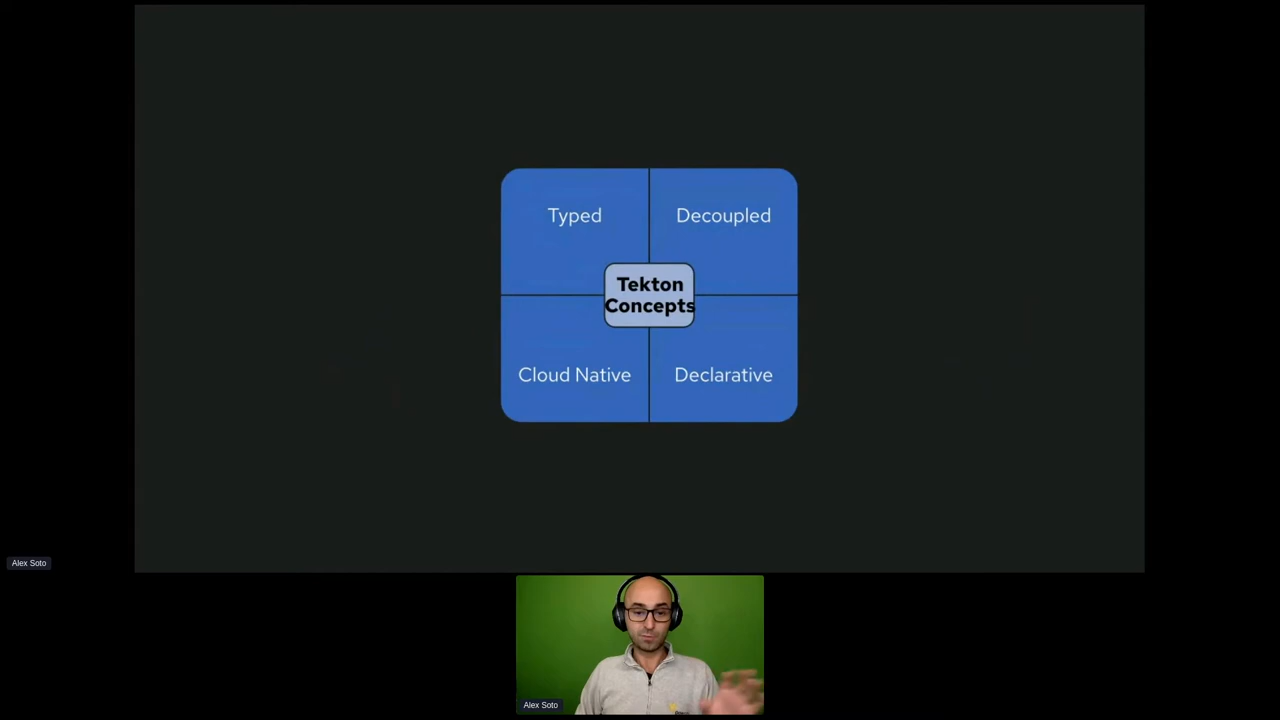 Typed
Decoupled
Tekton
Concepts
Cloud Native
Declarative
Alex Soto
Alex Soto